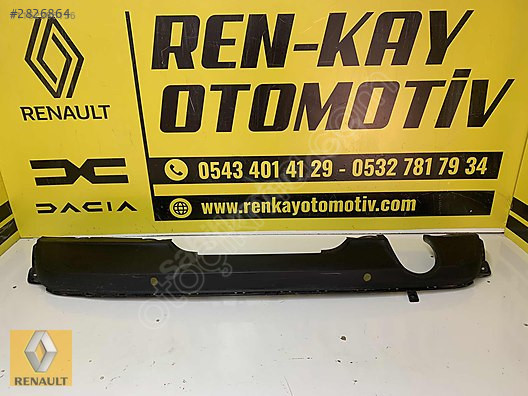 #2826864
REN-KAY
OTOMOTİV
RENAULT
0543 401 41 29 - 0532 781 79 34
www.renkayotomotiv.com
DACIA
RENAULT